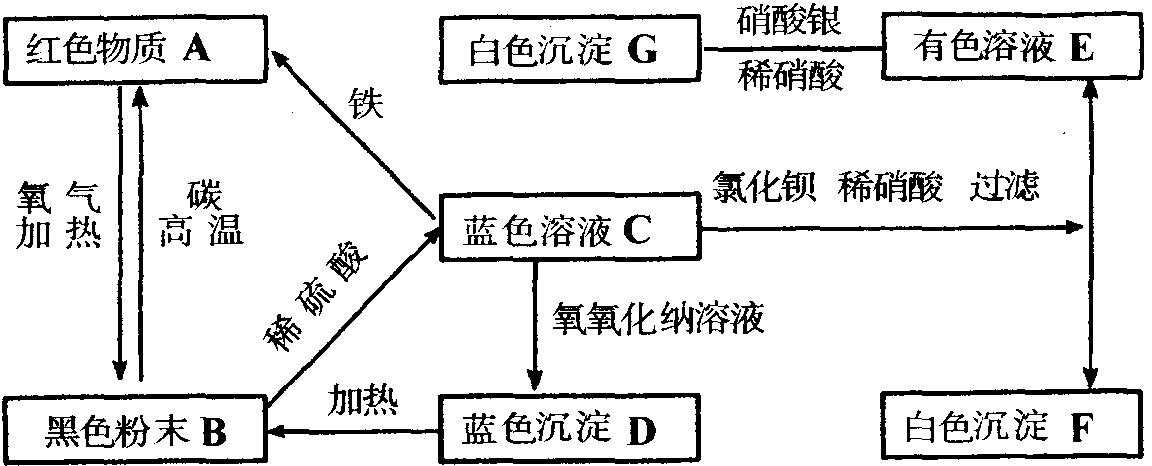 红色物质 A
白色沉淀 G
硝酸银
稀硝酸
有色溶液 E
铁
氧 气
加 热
碳
高 温
蓝色溶液 C
氯化钡 稀硝酸 过滤
稀 硫 酸
氧氧化纳溶液
黑色粉末 B
加热
蓝色沉淀 D
白色沉淀 F